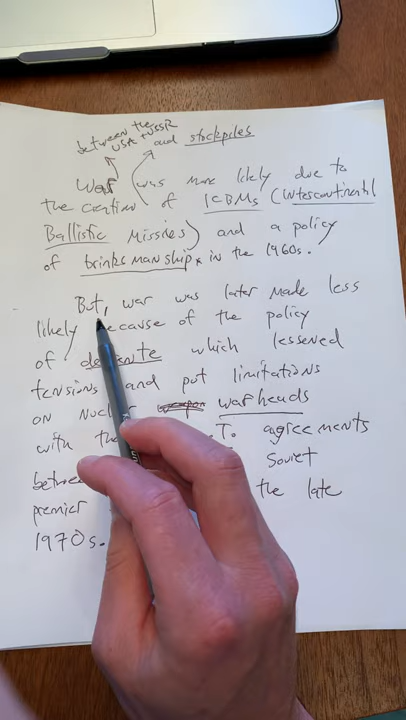 between the
USA + USSR
and stockpiles
War was more likely due to
the creation of ICBMs (Intescontinental
Ballistic Missiles) and a policy
of brinksmanship in the 1960s.
But, war was later made less
likely because of the policy
of detente which lessened
tensions and put limitations
on nuclear weapon warheads
with the T. agreements
Soviet
between the late
premier
1970s.